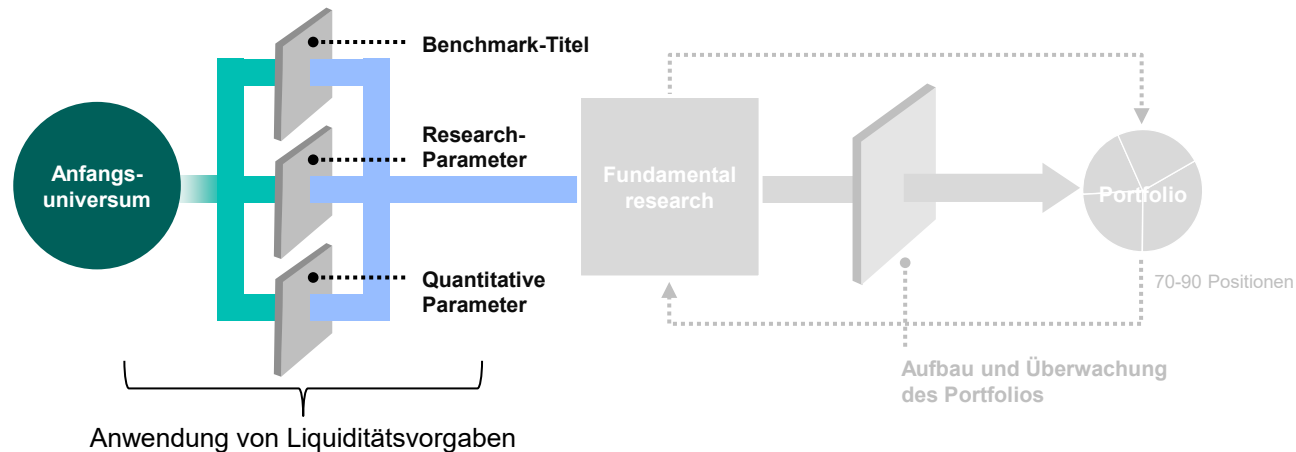 Benchmark-Titel
Research-
Parameter
Anfangs-
universum
Fundamental
research
Portfolio
Quantitative
Parameter
70-90 Positionen
Aufbau und Überwachung
des Portfolios
Anwendung von Liquiditätsvorgaben